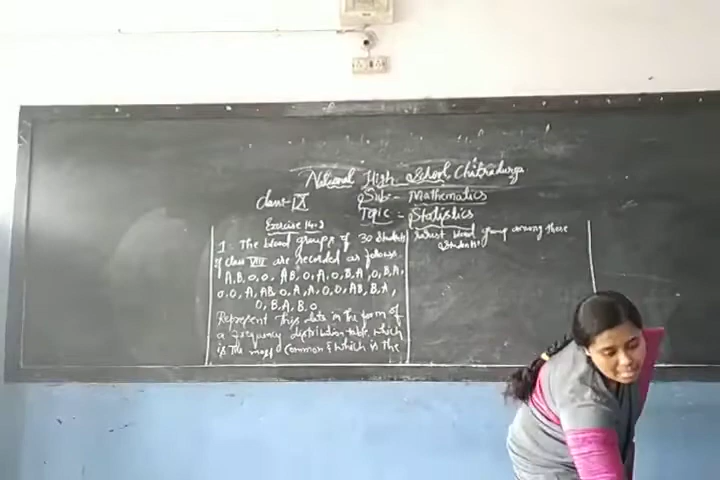 National High School Chitradurga
Class-IX Sub:- Mathematics
Topic = Statistics
Exercise 14.2
1. The blood groups of 30 Students
of class VIII are recorded as follows
A,B,O,O, AB,O,A,O,B,A,O,B,A,
O,O,A,AB,O,A,A,O,O,AB,B,A,
O,B,A,B,O
Represent this data in the form of
a frequency distribution table. which
is the most common & which is the
rarest blood group among these
Students.